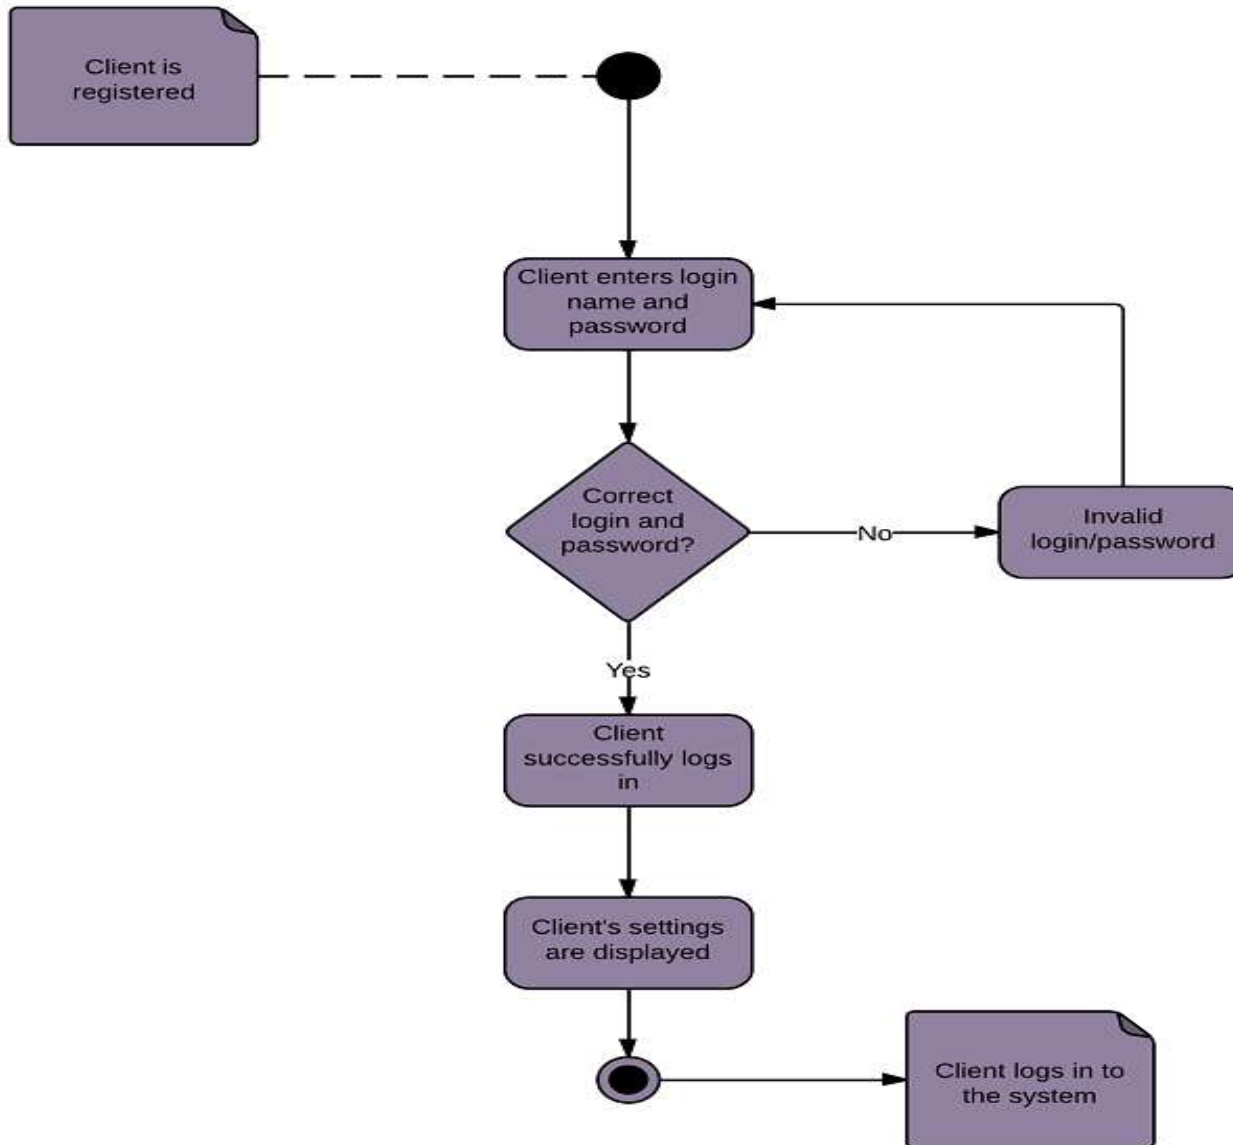 Client is
registered
Client enters login
name and
password
Correct
login and
password?
No
Invalid
login/password
Yes
Client
successfully logs
in
Client's settings
are displayed
Client logs in to
the system